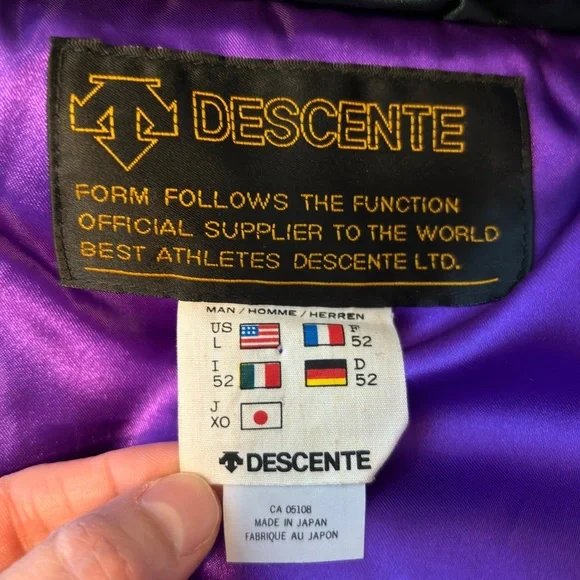 DESCENTE
FORM FOLLOWS THE FUNCTION
OFFICIAL SUPPLIER TO THE WORLD
BEST ATHLETES DESCENTE LTD.
MAN / HOMME / HERREN
US L F 52
I 52 D 52
J XO
DESCENTE
CA 05108
MADE IN JAPAN
FABRIQUE AU JAPON